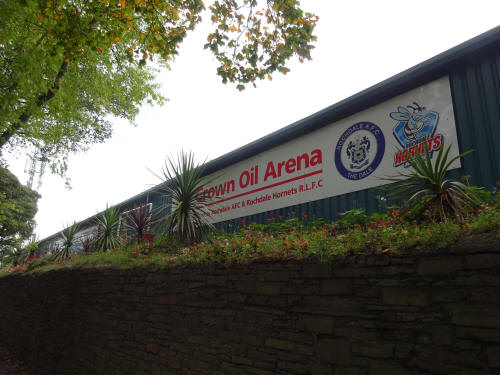 rown Oil Arena
Rochdale AFC & Rochdale Hornets R.L.F.C
ROCHDALE A.F.C
THE DALE
HORNETS